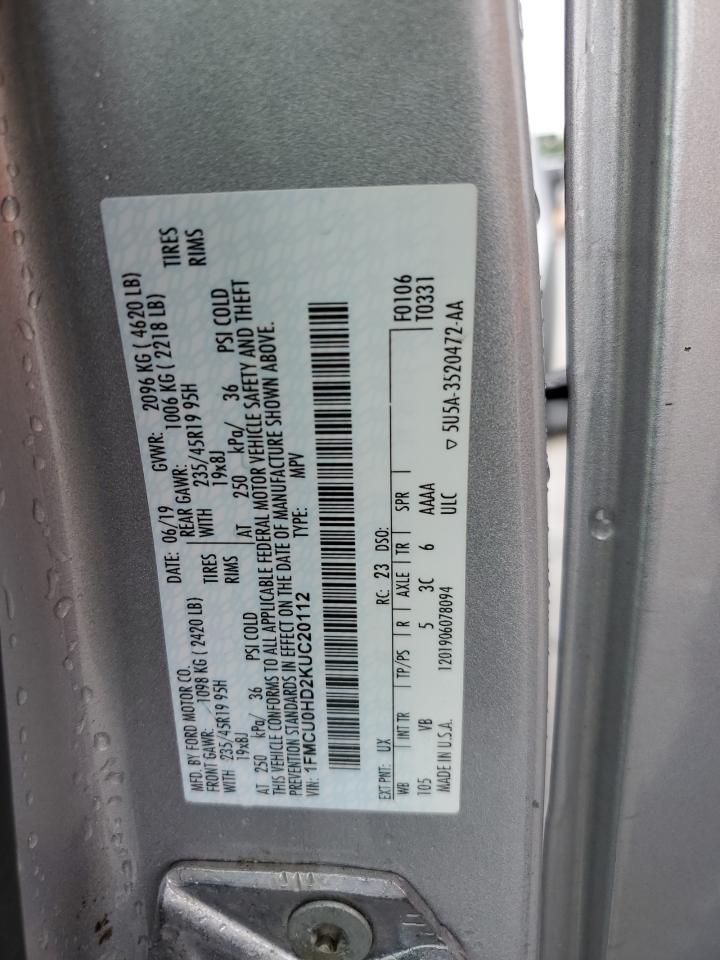 MFD. BY FORD MOTOR CO. DATE: 06/19 GVWR: 2096 KG ( 4620 LB)
FRONT GAWR: 1098 KG ( 2420 LB) REAR GAWR: 1006 KG ( 2218 LB)
WITH 235/45R19 95H TIRES WITH 235/45R19 95H TIRES
19x8J RIMS 19x8J RIMS
AT 250 kPa/ 36 PSI COLD AT 250 kPa/ 36 PSI COLD
THIS VEHICLE CONFORMS TO ALL APPLICABLE FEDERAL MOTOR VEHICLE SAFETY AND THEFT
PREVENTION STANDARDS IN EFFECT ON THE DATE OF MANUFACTURE SHOWN ABOVE.
VIN: 1FMCU0HD2KUC20112 TYPE: MPV
EXT PNT: UX RC: 23 DSO: F0106
WB INT TR TP/PS R AXLE TR SPR T0331
105 VB 5 3C 6 AAAA
MADE IN U.S.A. 1201906078094 ULC ▽ 5U5A-3520472-AA